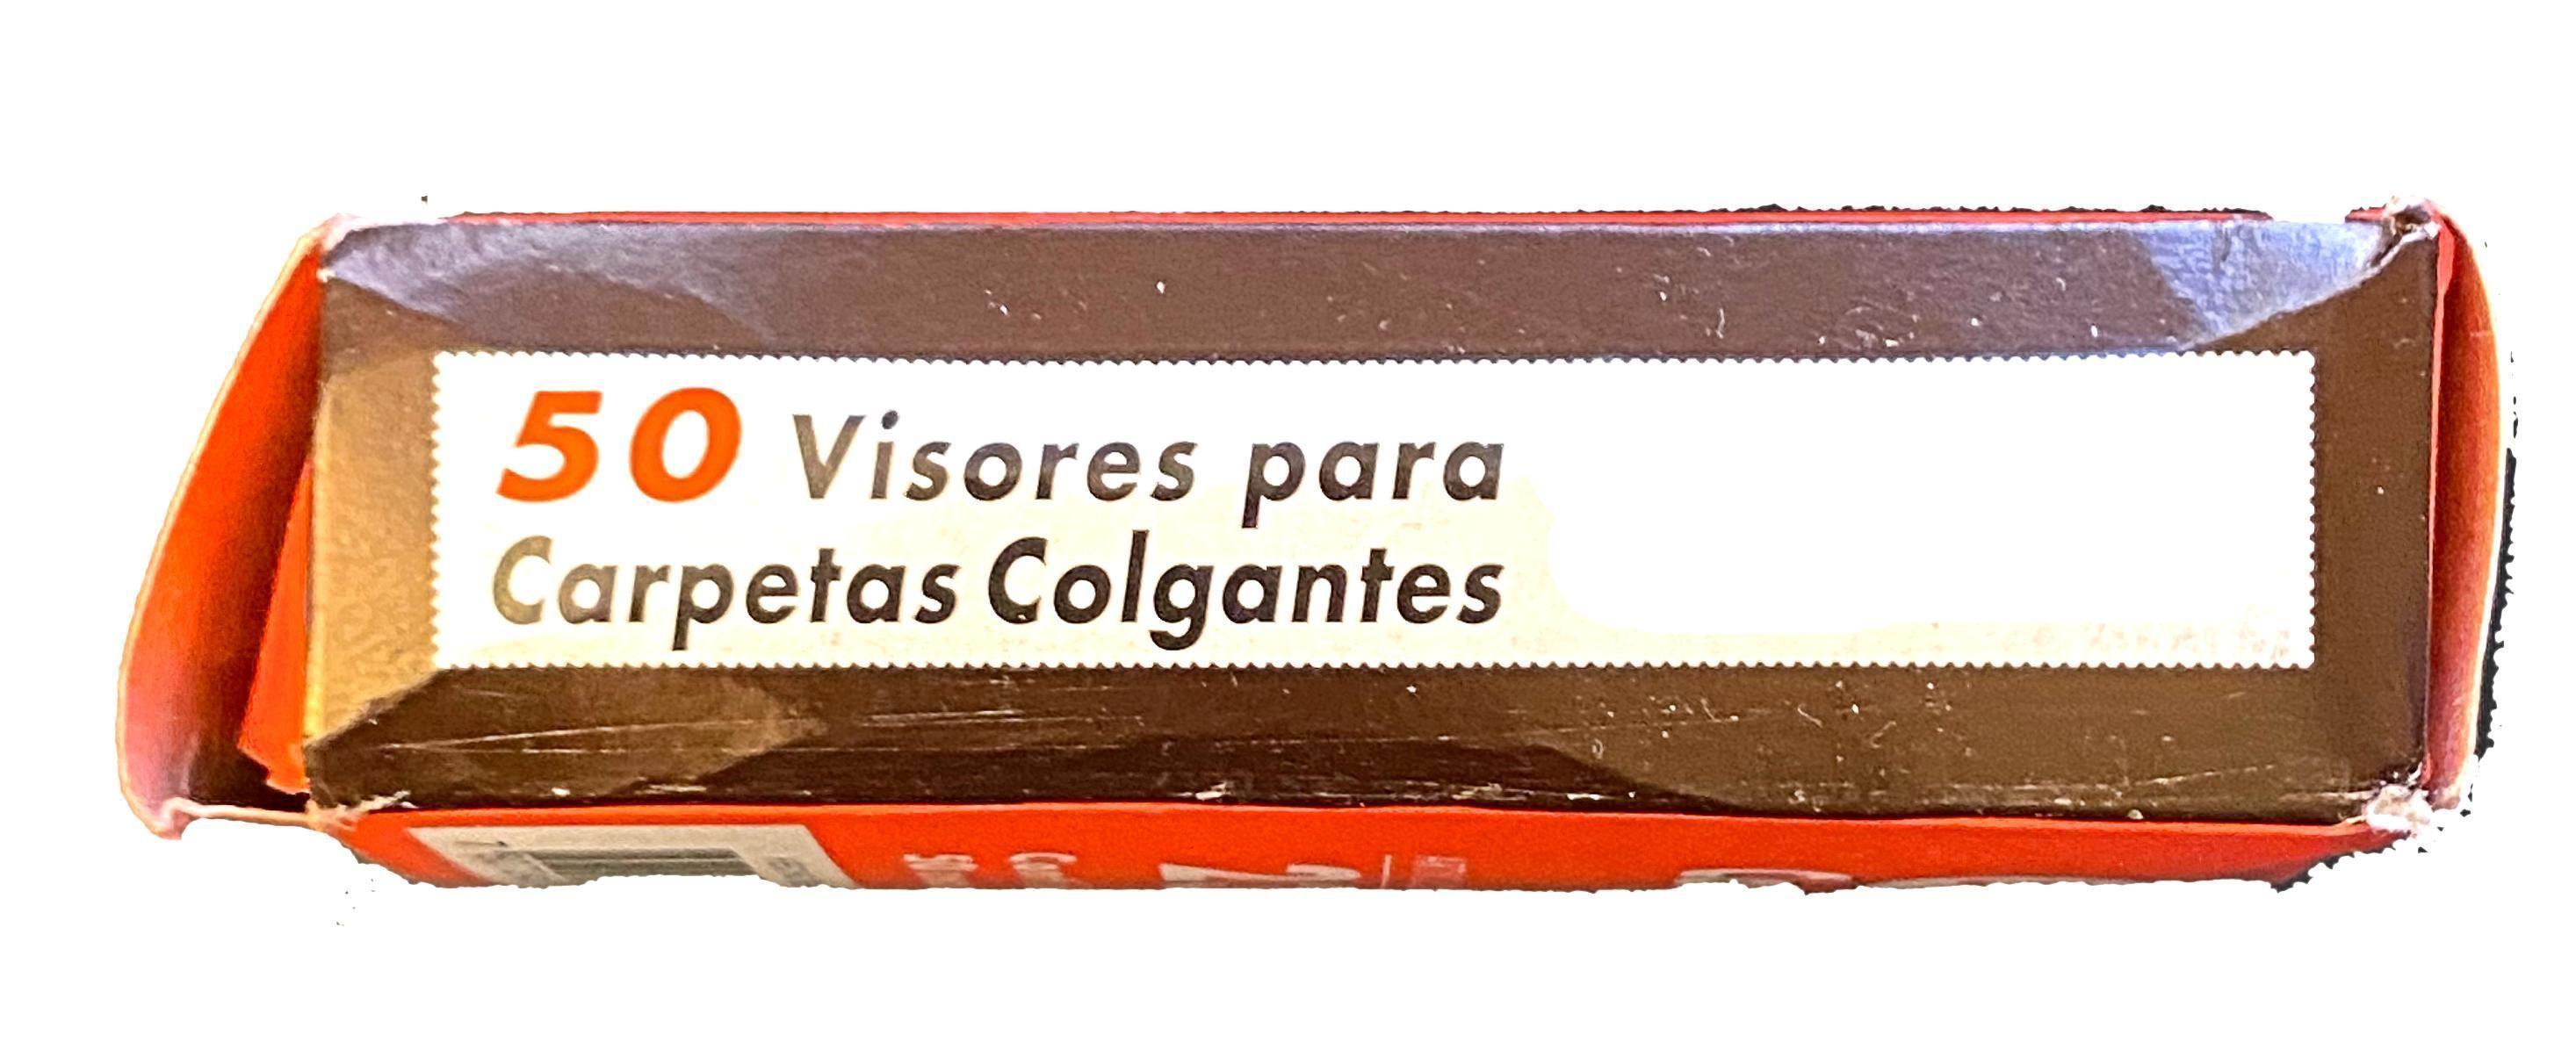 50 Visores para
Carpetas Colgantes